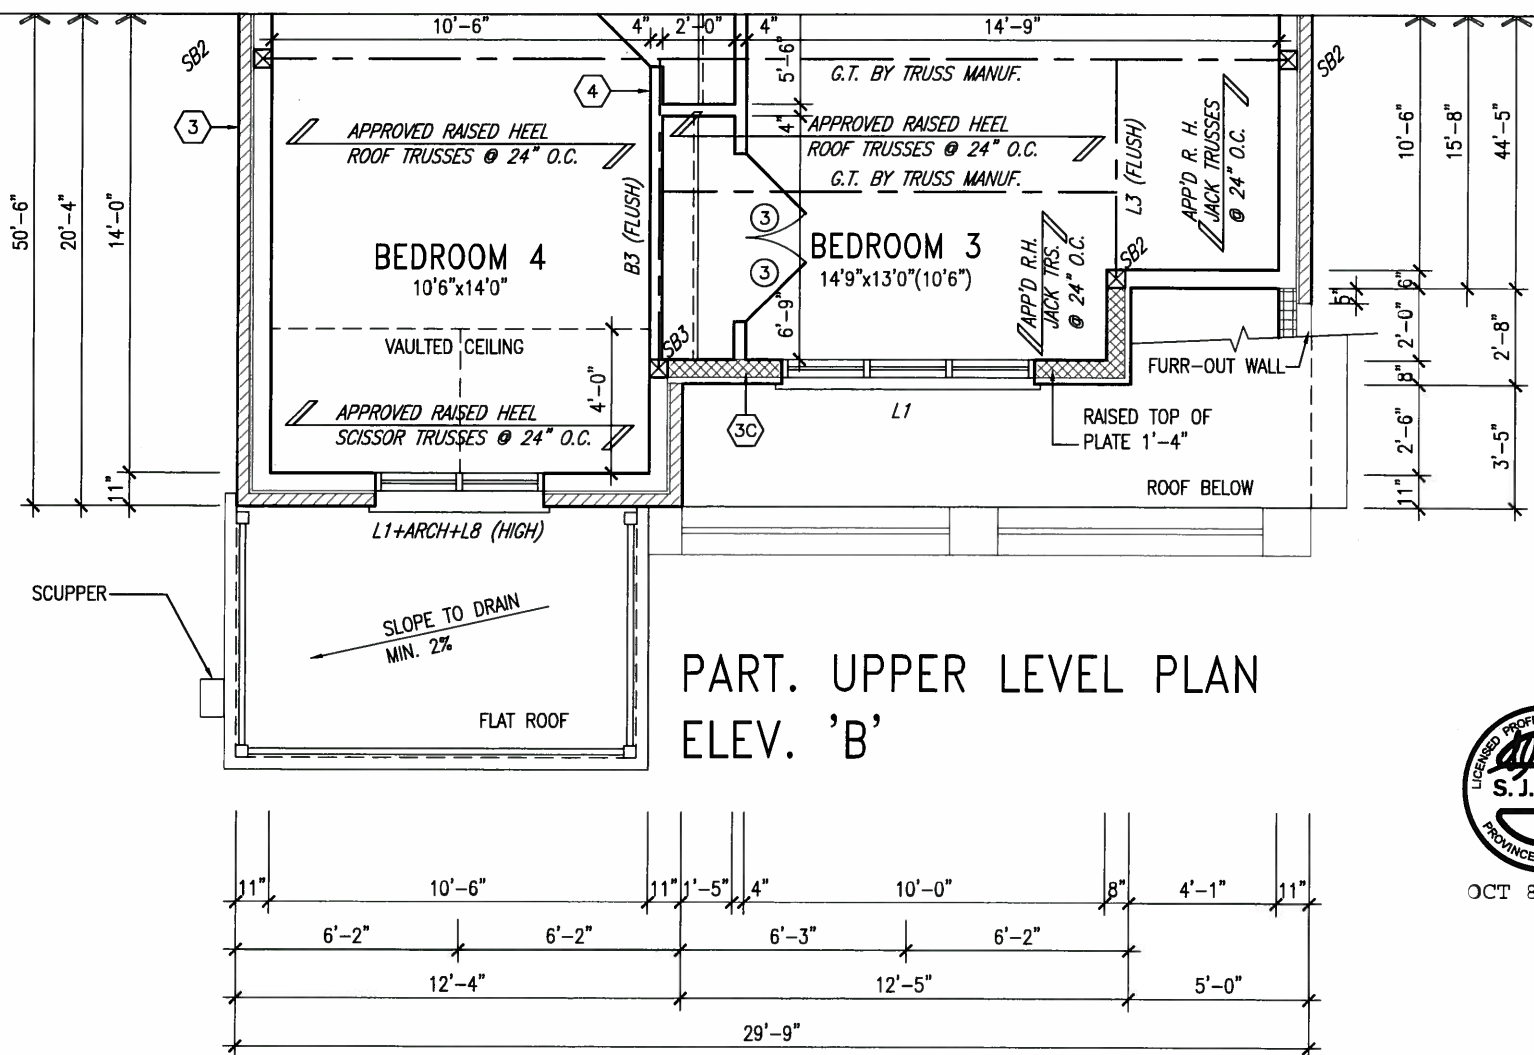 10'-6"
4"
2'-0"
4"
14'-9"
SB2
SB2
5'-6"
G.T. BY TRUSS MANUF.
4
3
APPROVED RAISED HEEL
ROOF TRUSSES @ 24" O.C.
4"
APPROVED RAISED HEEL
ROOF TRUSSES @ 24" O.C.
G.T. BY TRUSS MANUF.
L3 (FLUSH)
APP'D R. H.
JACK TRUSSES
@ 24" O.C.
10'-6"
15'-8"
44'-5"
50'-6"
20'-4"
14'-0"
B3 (FLUSH)
BEDROOM 4
10'6"x14'0"
3
3
BEDROOM 3
14'9"x13'0"(10'6")
APP'D R.H.
JACK TRS.
@ 24" O.C.
SB2
6'-9"
6"
5"
2'-0"
2'-8"
VAULTED CEILING
SB3
FURR-OUT WALL
8"
4'-0"
APPROVED RAISED HEEL
SCISSOR TRUSSES @ 24" O.C.
3C
L1
RAISED TOP OF
PLATE 1'-4"
2'-6"
3'-5"
11"
ROOF BELOW
11"
L1+ARCH+L8 (HIGH)
SCUPPER
SLOPE TO DRAIN
MIN. 2%
FLAT ROOF
PART. UPPER LEVEL PLAN
ELEV. 'B'
LICENSED
S. J.
PROVINCE
OCT 8
11"
10'-6"
11"
1'-5"
4"
10'-0"
8"
4'-1"
11"
6'-2"
6'-2"
6'-3"
6'-2"
12'-4"
12'-5"
5'-0"
29'-9"